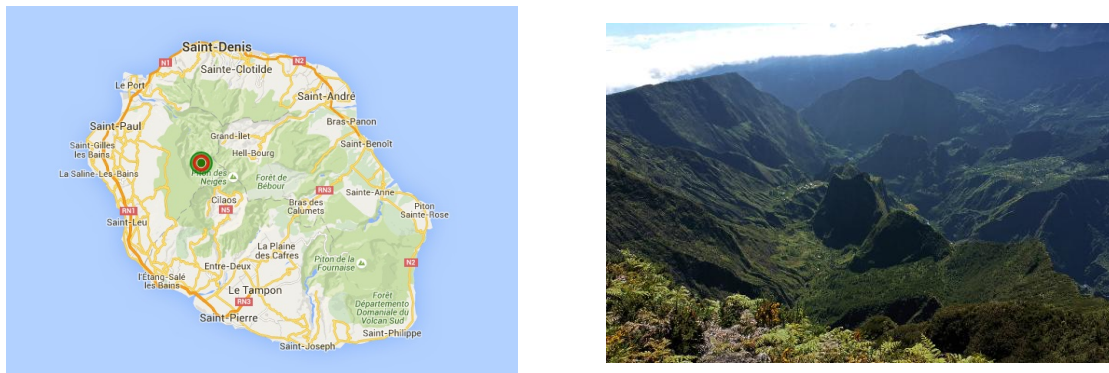 Saint-Denis
N1
N2
Sainte-Clotilde
Le Port
Saint-André
Saint-Paul
Bras-Panon
Grand-Îlet
Saint-Benoît
Saint-Gilles
les Bains
Hell-Bourg
La Saline-Les-Bains
Piton des
Neiges
Forêt de
Bébour
RN3
Sainte-Anne
Cilaos
N5
Bras des
Calumets
Piton
Sainte-Rose
RN1
Saint-Leu
La Plaine
des Cafres
Piton de la
Fournaise
N2
Entre-Deux
l'Étang-Salé
les Bains
Le Tampon
RN3
Forêt
Départemento
Domaniale du
Volcan Sud
Saint-Pierre
Saint-Philippe
Saint-Joseph